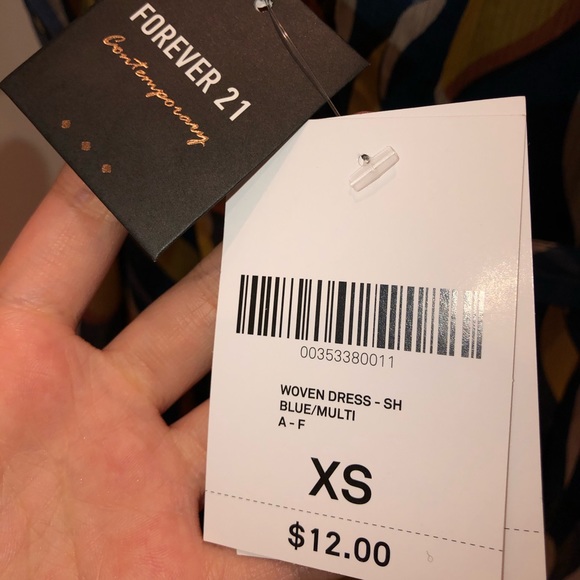 FOREVER 21
Contemporary
00353380011
WOVEN DRESS - SH
BLUE/MULTI
A - F
XS
$12.00